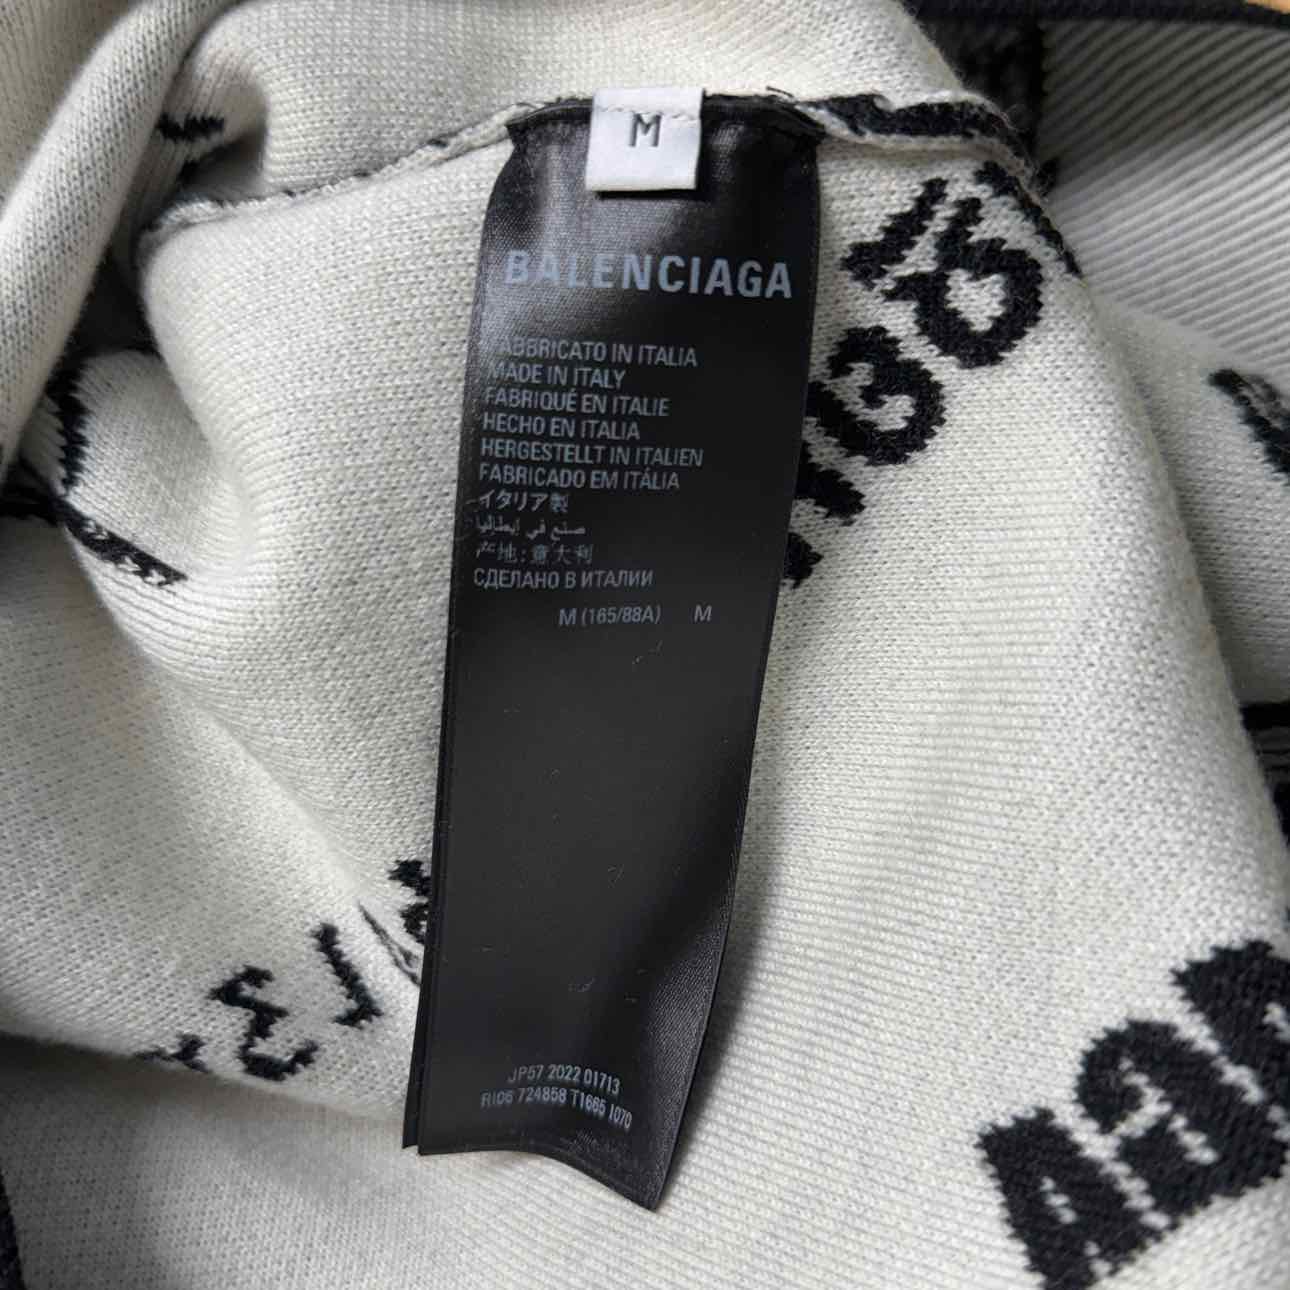 M
BALENCIAGA
FABBRICATO IN ITALIA
MADE IN ITALY
FABRIQUÉ EN ITALIE
HECHO EN ITALIA
HERGESTELLT IN ITALIEN
FABRICADO EM ITÁLIA
イタリア製
صنع في إيطاليا
产地:意大利
СДЕЛАНО В ИТАЛИИ
M (165/88A) M
JP57 2022 01713
RI06 724858 T1665 1070